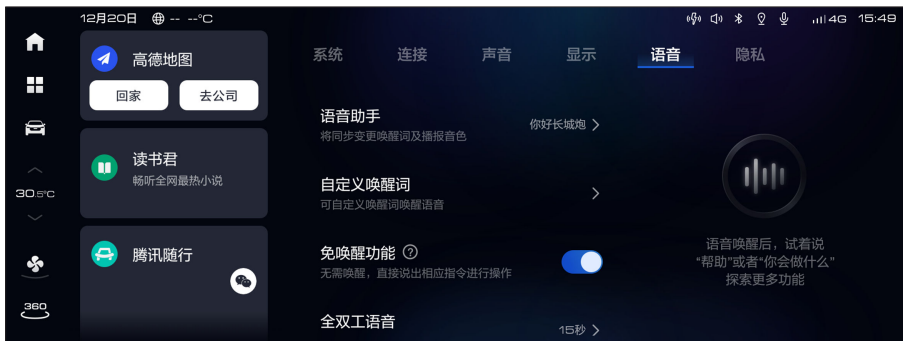 12月20日 -- --°C
4G 15:49
高德地图
回家 去公司
读书君
畅听全网最热小说
腾讯随行
30.5°C
360
系统 连接 声音 显示 语音 隐私
语音助手
将同步变更唤醒词及播报音色
你好长城炮
自定义唤醒词
可自定义唤醒词唤醒语音
免唤醒功能 ?
无需唤醒，直接说出相应指令进行操作
全双工语音
15秒
语音唤醒后，试着说
“帮助”或者“你会做什么”
探索更多功能